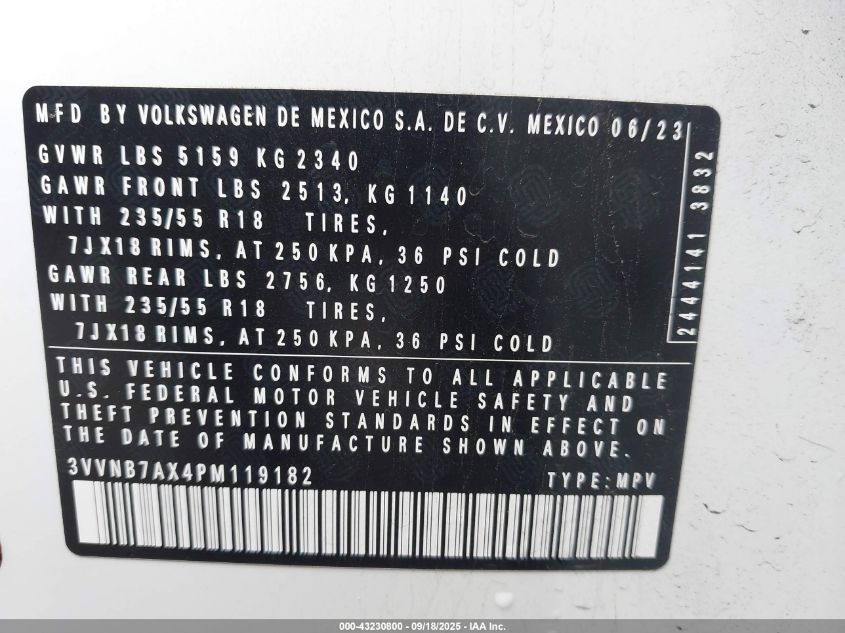 MFD BY VOLKSWAGEN DE MEXICO S.A. DE C.V. MEXICO 06/23
GVWR LBS 5159 KG 2340
GAWR FRONT LBS 2513, KG 1140
WITH 235/55 R18 TIRES,
7JX18 RIMS, AT 250 KPA, 36 PSI COLD
GAWR REAR LBS 2756, KG 1250
WITH 235/55 R18 TIRES,
7JX18 RIMS, AT 250 KPA, 36 PSI COLD
2444141 3832
THIS VEHICLE CONFORMS TO ALL APPLICABLE
U.S. FEDERAL MOTOR VEHICLE SAFETY AND
THEFT PREVENTION STANDARDS IN EFFECT ON
THE DATE OF MANUFACTURE SHOWN ABOVE.
3VVNB7AX4PM119182 TYPE:MPV
000-43230800 - 09/18/2025 - IAA Inc.